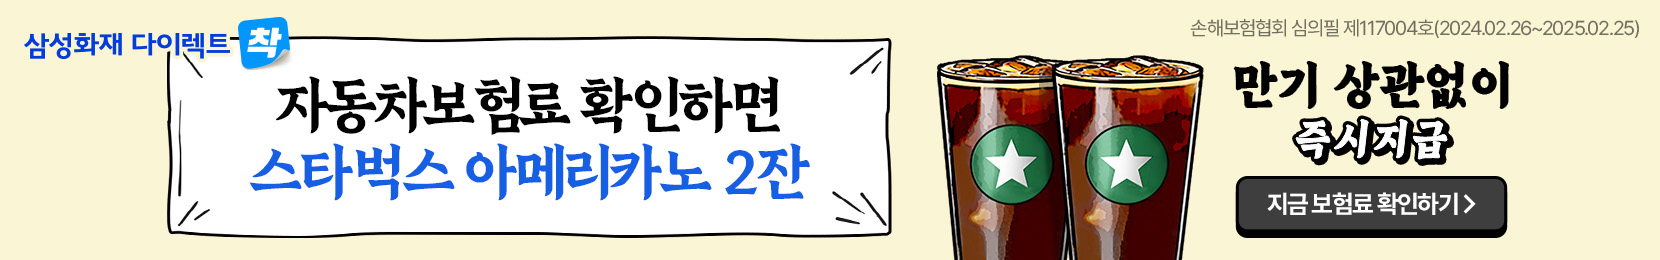 삼성화재 다이렉트 착
자동차보험료 확인하면
스타벅스 아메리카노 2잔
손해보험협회 심의필 제117004호(2024.02.26~2025.02.25)
만기 상관없이
즉시지급
지금 보험료 확인하기 >